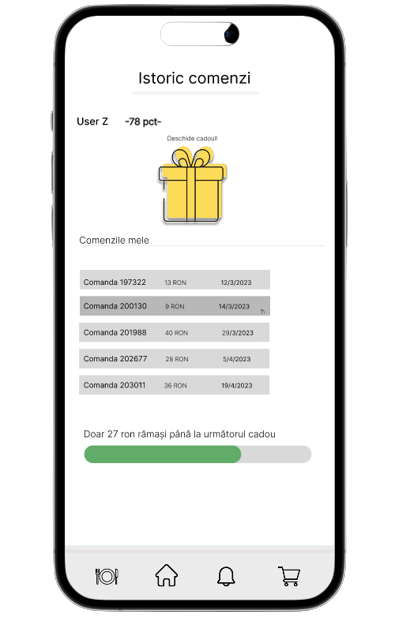 Istoric comenzi
User Z -78 pct-
Deschide cadoul!
Comenzile mele
Comanda 197322 13 RON 12/3/2023
Comanda 200130 9 RON 14/3/2023
Comanda 201988 40 RON 29/3/2023
Comanda 202677 28 RON 5/4/2023
Comanda 203011 36 RON 19/4/2023
Doar 27 ron rămași până la următorul cadou